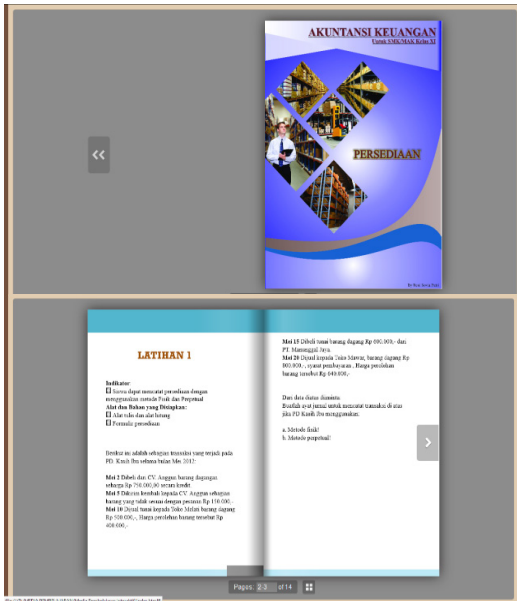 AKUNTANSI KEUANGAN
Untuk SMK/MAK Kelas XI
PERSEDIAAN
LATIHAN 1
Indikator
Siswa dapat mencatat persediaan dengan
menggunakan metode Fisik dan Perpetual
Alat dan Bahan yang Disiapkan:
Alat tulis dan alat hitung
Formulir persediaan
Berikut ini adalah sebagian transaksi yang terjadi pada
PD. Kasih Ibu selama bulan Mei 2012:
Mei 2 Dibeli dari CV. Anggun barang dagangan
seharga Rp 750.000,00 secara kredit.
Mei 5 Dikirim kembali kepada CV. Anggun sebagian
barang yang tidak sesuai dengan pesanan Rp 150.000,-
Mei 10 Dijual tunai kepada Toko Melati barang dagang
Rp 500.000,-, Harga perolehan barang tersebut Rp
400.000,-
Mei 15 Dibeli tunai barang dagang Rp 600.000,- dari
PT. Manunggal Jaya
Mei 20 Dijual kepada Toko Mawar, barang dagang Rp
800.000,-, syarat pembayaran . Harga perolehan
barang tersebut Rp 640.000,-
Dari data diatas diminta:
Buatlah ayat jurnal untuk mencatat transaksi di atas
jika PD Kasih Ibu menggunakan:
a. Metode fisik!
b. Metode perpetual!
Pages: 2-3 of 14